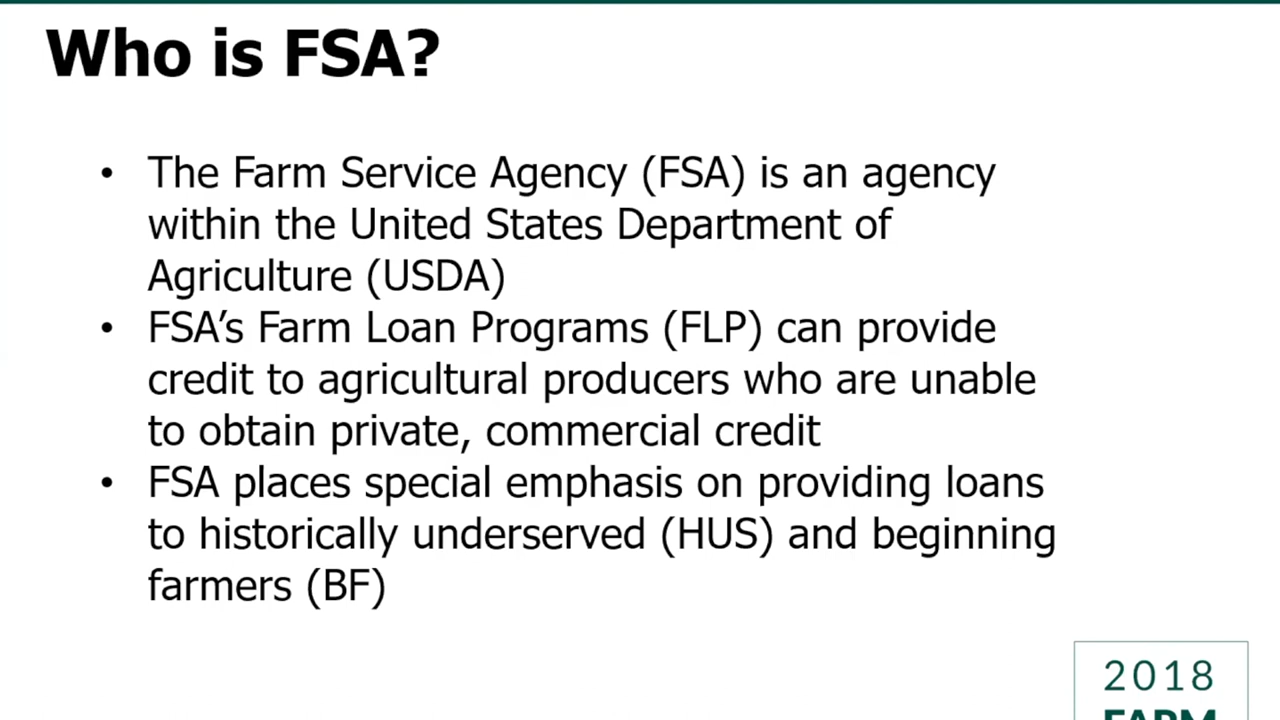 Who is FSA?
• The Farm Service Agency (FSA) is an agency
within the United States Department of
Agriculture (USDA)
• FSA’s Farm Loan Programs (FLP) can provide
credit to agricultural producers who are unable
to obtain private, commercial credit
• FSA places special emphasis on providing loans
to historically underserved (HUS) and beginning
farmers (BF)
2018
FARM